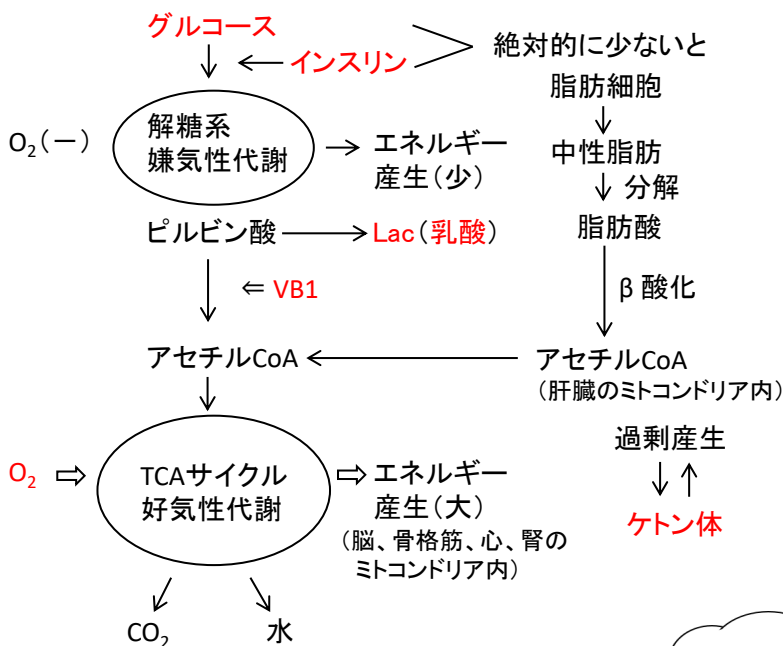 グルコース
インスリン
絶対的に少ないと
脂肪細胞
解糖系
嫌気性代謝
O₂(ー)
エネルギー
産生(少)
中性脂肪
分解
脂肪酸
ピルビン酸
Lac(乳酸)
⇐ VB1
β 酸化
アセチルCoA
アセチルCoA
(肝臓のミトコンドリア内)
過剰産生
ケトン体
O₂
TCAサイクル
好気性代謝
エネルギー
産生(大)
(脳、骨格筋、心、腎の
ミトコンドリア内)
CO₂
水